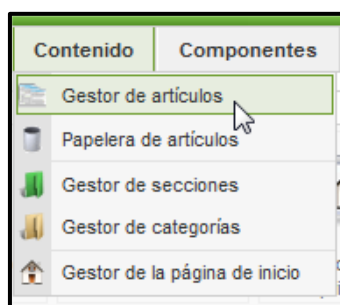 Contenido Componentes
Gestor de artículos
Papelera de artículos
Gestor de secciones
Gestor de categorías
Gestor de la página de inicio